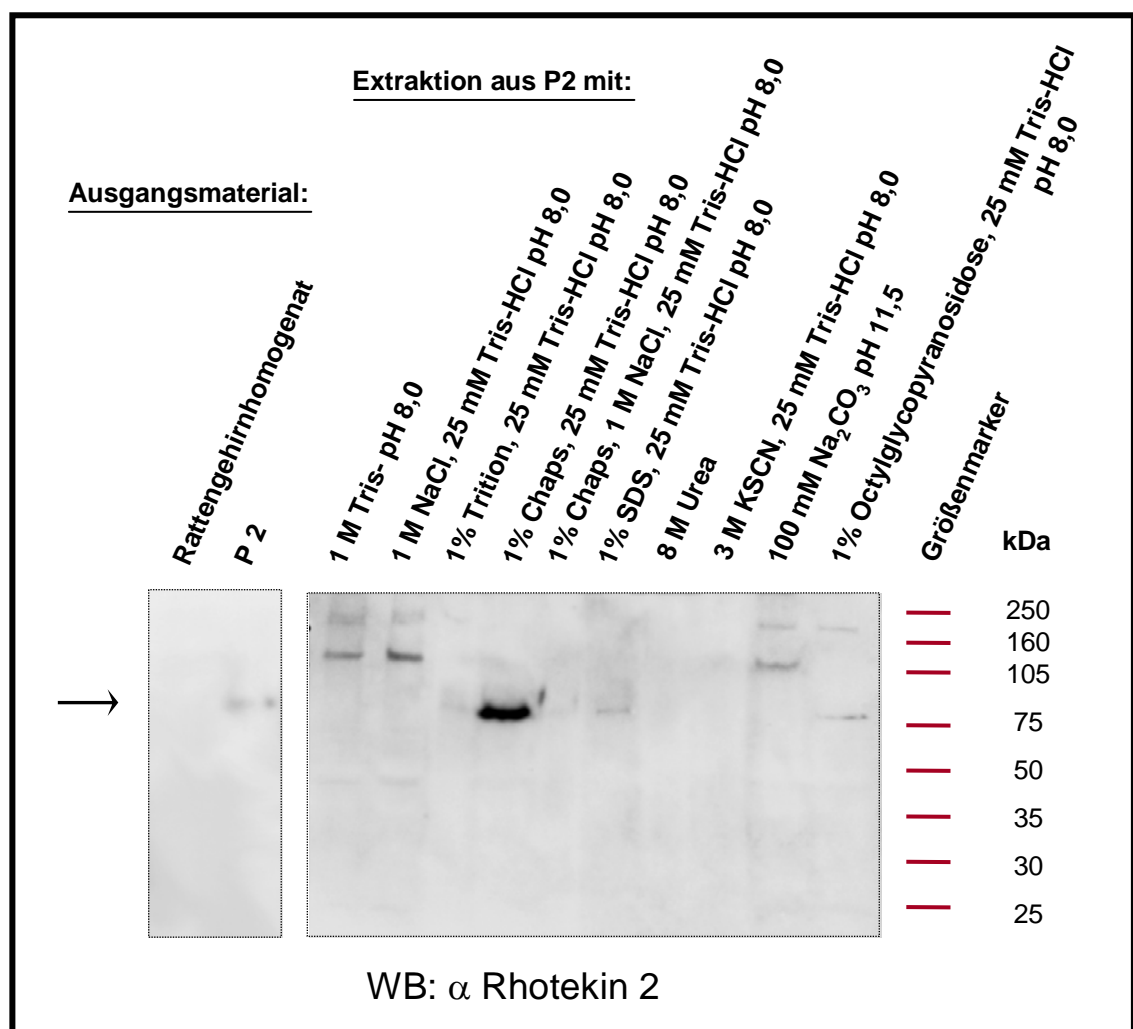 Extraktion aus P2 mit:
Ausgangsmaterial:
Rattengehirnhomogenat
P 2
1 M Tris- pH 8,0
1 M NaCl, 25 mM Tris-HCl pH 8,0
1% Trition, 25 mM Tris-HCl pH 8,0
1% Chaps, 25 mM Tris-HCl pH 8,0
1% Chaps, 1 M NaCl, 25 mM Tris-HCl pH 8,0
1% SDS, 25 mM Tris-HCl pH 8,0
8 M Urea
3 M KSCN, 25 mM Tris-HCl pH 8,0
100 mM Na₂CO₃ pH 11,5
1% Octylglycopyranosidose, 25 mM Tris-HCl
pH 8,0
Größenmarker
kDa
250
160
105
75
50
35
30
25
WB: α Rhotekin 2